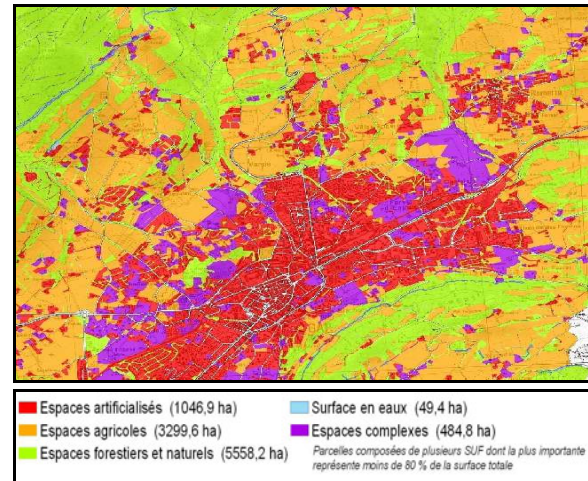 Espaces artificialisés (1046,9 ha)
Surface en eaux (49,4 ha)
Espaces agricoles (3299,6 ha)
Espaces complexes (484,8 ha)
Espaces forestiers et naturels (5558,2 ha)
Parcelles composées de plusieurs SUF dont la plus importante
représente moins de 80 % de la surface totale